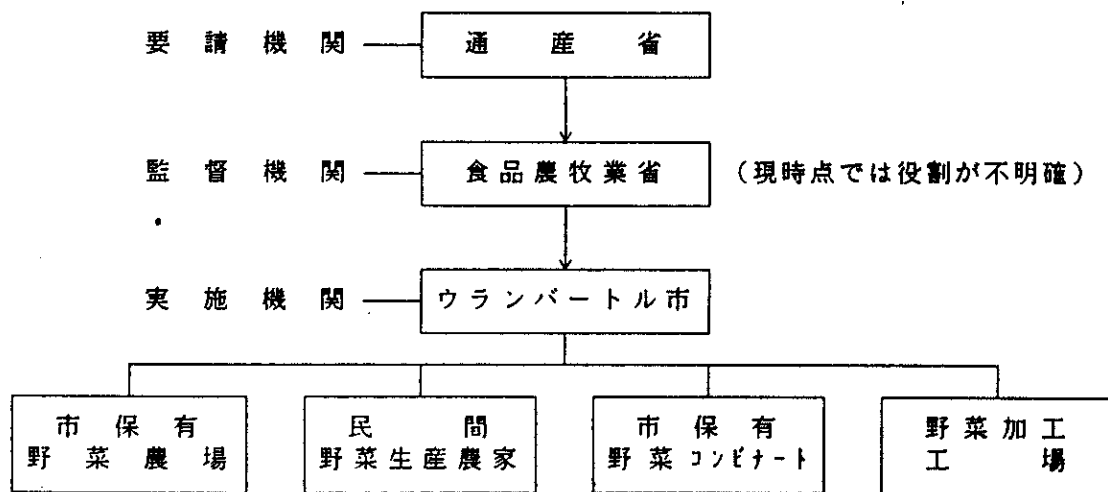 要請機関 通産省
監督機関 食品農牧業省 (現時点では役割が不明確)
実施機関 ウランバートル市
市保有
野菜農場
民間
野菜生産農家
市保有
野菜コンビナート
野菜加工
工場